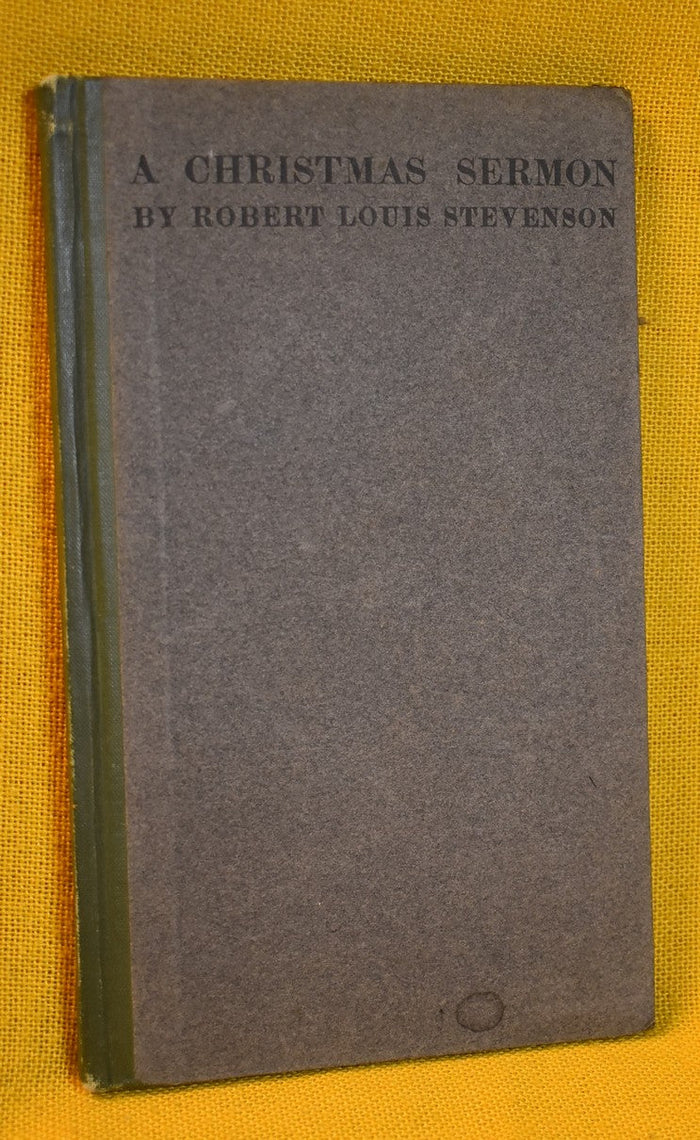 A CHRISTMAS SERMON
BY ROBERT LOUIS STEVENSON